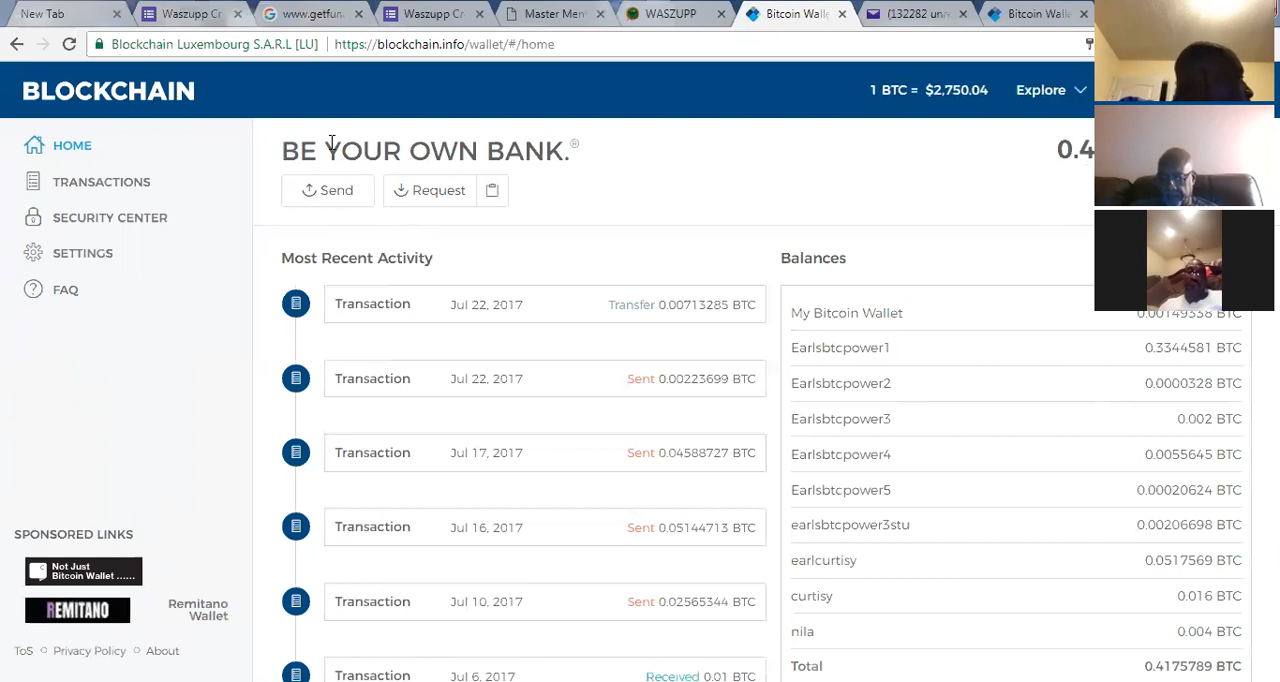 New Tab
Waszupp Cr
www.getfun
Waszupp Cr
Master Men
WASZUPP
Bitcoin Walle
(132282 unr
Bitcoin Wall
Blockchain Luxembourg S.A.R.L [LU]
https://blockchain.info/wallet/#/home
BLOCKCHAIN
1 BTC = $2,750.04
Explore
HOME
TRANSACTIONS
SECURITY CENTER
SETTINGS
FAQ
BE YOUR OWN BANK.®
0.4
Send
Request
Most Recent Activity
Transaction Jul 22, 2017 Transfer 0.00713285 BTC
Transaction Jul 22, 2017 Sent 0.00223699 BTC
Transaction Jul 17, 2017 Sent 0.04588727 BTC
Transaction Jul 16, 2017 Sent 0.05144713 BTC
Transaction Jul 10, 2017 Sent 0.02565344 BTC
Transaction Jul 6, 2017 Received 0.01 BTC
Balances
My Bitcoin Wallet 0.00149338 BTC
Earlsbtcpower1 0.3344581 BTC
Earlsbtcpower2 0.0000328 BTC
Earlsbtcpower3 0.002 BTC
Earlsbtcpower4 0.0055645 BTC
Earlsbtcpower5 0.00020624 BTC
earlsbtcpower3stu 0.00206698 BTC
earlcurtisy 0.0517569 BTC
curtisy 0.016 BTC
nila 0.004 BTC
Total 0.4175789 BTC
SPONSORED LINKS
Not Just
Bitcoin Wallet ......
REMITANO
Remitano
Wallet
ToS
Privacy Policy
About